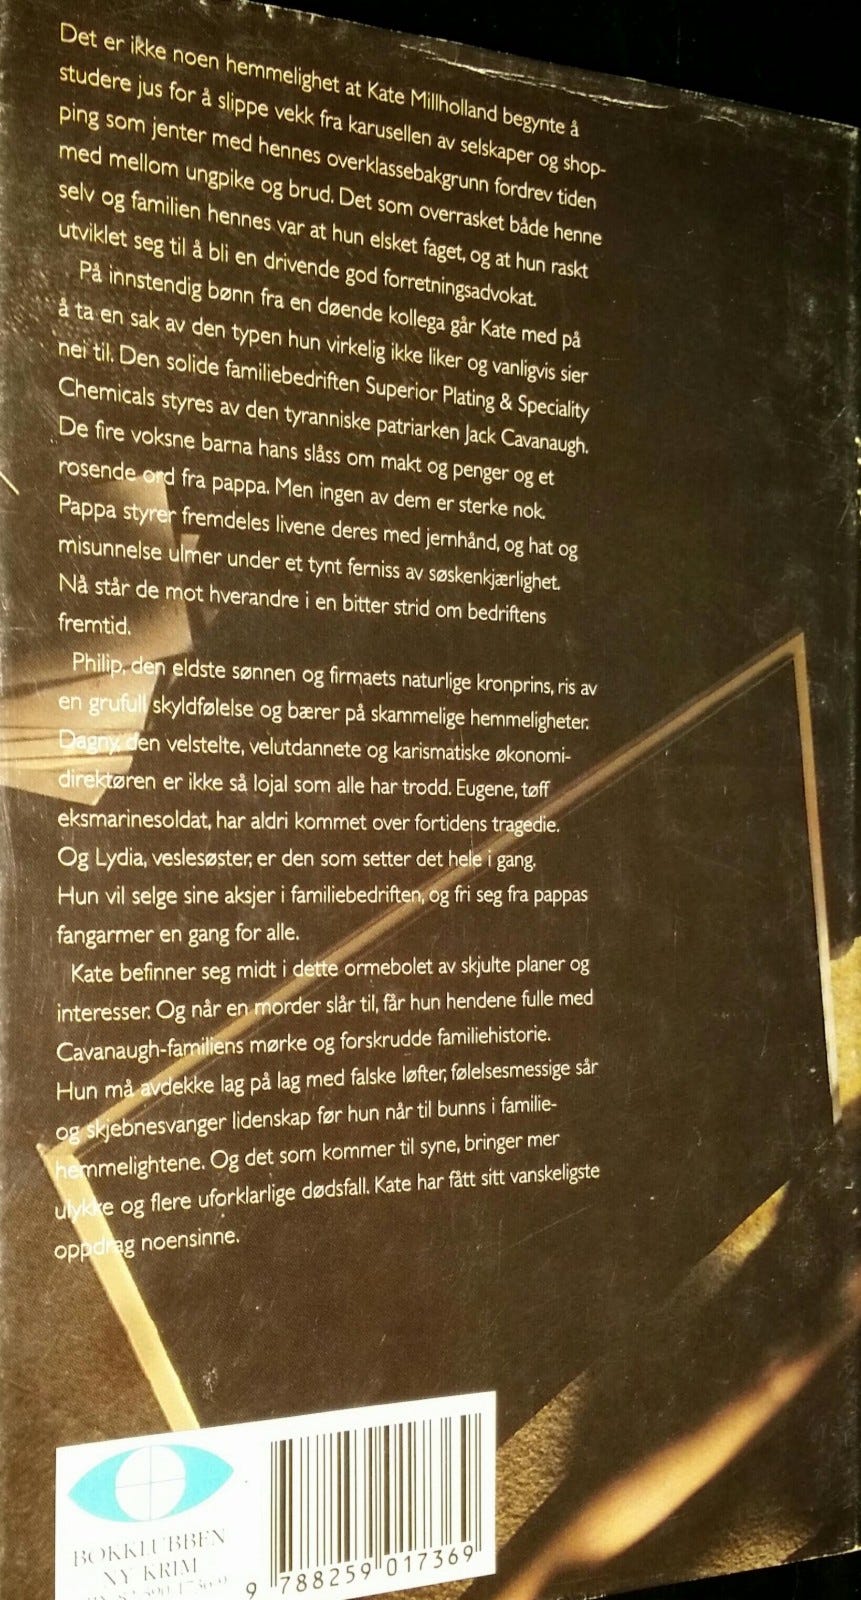 Det er ikke noen hemmelighet at Kate Millholland begynte å
studere jus for å slippe vekk fra karusellen av selskaper og shop-
ping som jenter med hennes overklassebakgrunn fordrev tiden
med mellom ungpike og brud. Det som overrasket både henne
selv og familien hennes var at hun elsket faget, og at hun raskt
utviklet seg til å bli en drivende god forretningsadvokat.
På innstendig bønn fra en døende kollega går Kate med på
å ta en sak av den typen hun virkelig ikke liker og vanligvis sier
nei til. Den solide familiebedriften Superior Plating & Speciality
Chemicals styres av den tyranniske patriarken Jack Cavanaugh.
De fire voksne barna hans slåss om makt og penger og et
rosende ord fra pappa. Men ingen av dem er sterke nok.
Pappa styrer fremdeles livene deres med jernhånd, og hat og
misunnelse ulmer under et tynt ferniss av søskenkjærlighet.
Nå står de mot hverandre i en bitter strid om bedriftens
fremtid.
Philip, den eldste sønnen og firmaets naturlige kronprins, ris av
en grufull skyldfølelse og bærer på skammelige hemmeligheter.
Dagny, den velstelte, velutdannete og karismatiske økonomi-
direktøren er ikke så lojal som alle har trodd. Eugene, tøff
eksmarinesoldat, har aldri kommet over fortidens tragedie.
Og Lydia, veslesøster, er den som setter det hele i gang.
Hun vil selge sine aksjer i familiebedriften, og fri seg fra pappas
fangarmer en gang for alle.
Kate befinner seg midt i dette ormebolet av skjulte planer og
interesser. Og når en morder slår til, får hun hendene fulle med
Cavanaugh-familiens mørke og forskrudde familiehistorie.
Hun må avdekke lag på lag med falske løfter, følelsesmessige sår
og skjebnesvanger lidenskap før hun når til bunns i familie-
hemmelightene. Og det som kommer til syne, bringer mer
ulykke og flere uforklarlige dødsfall. Kate har fått sitt vanskeligste
oppdrag noensinne.
BOKKLUBBEN
NY KRIM
9 788259 017369